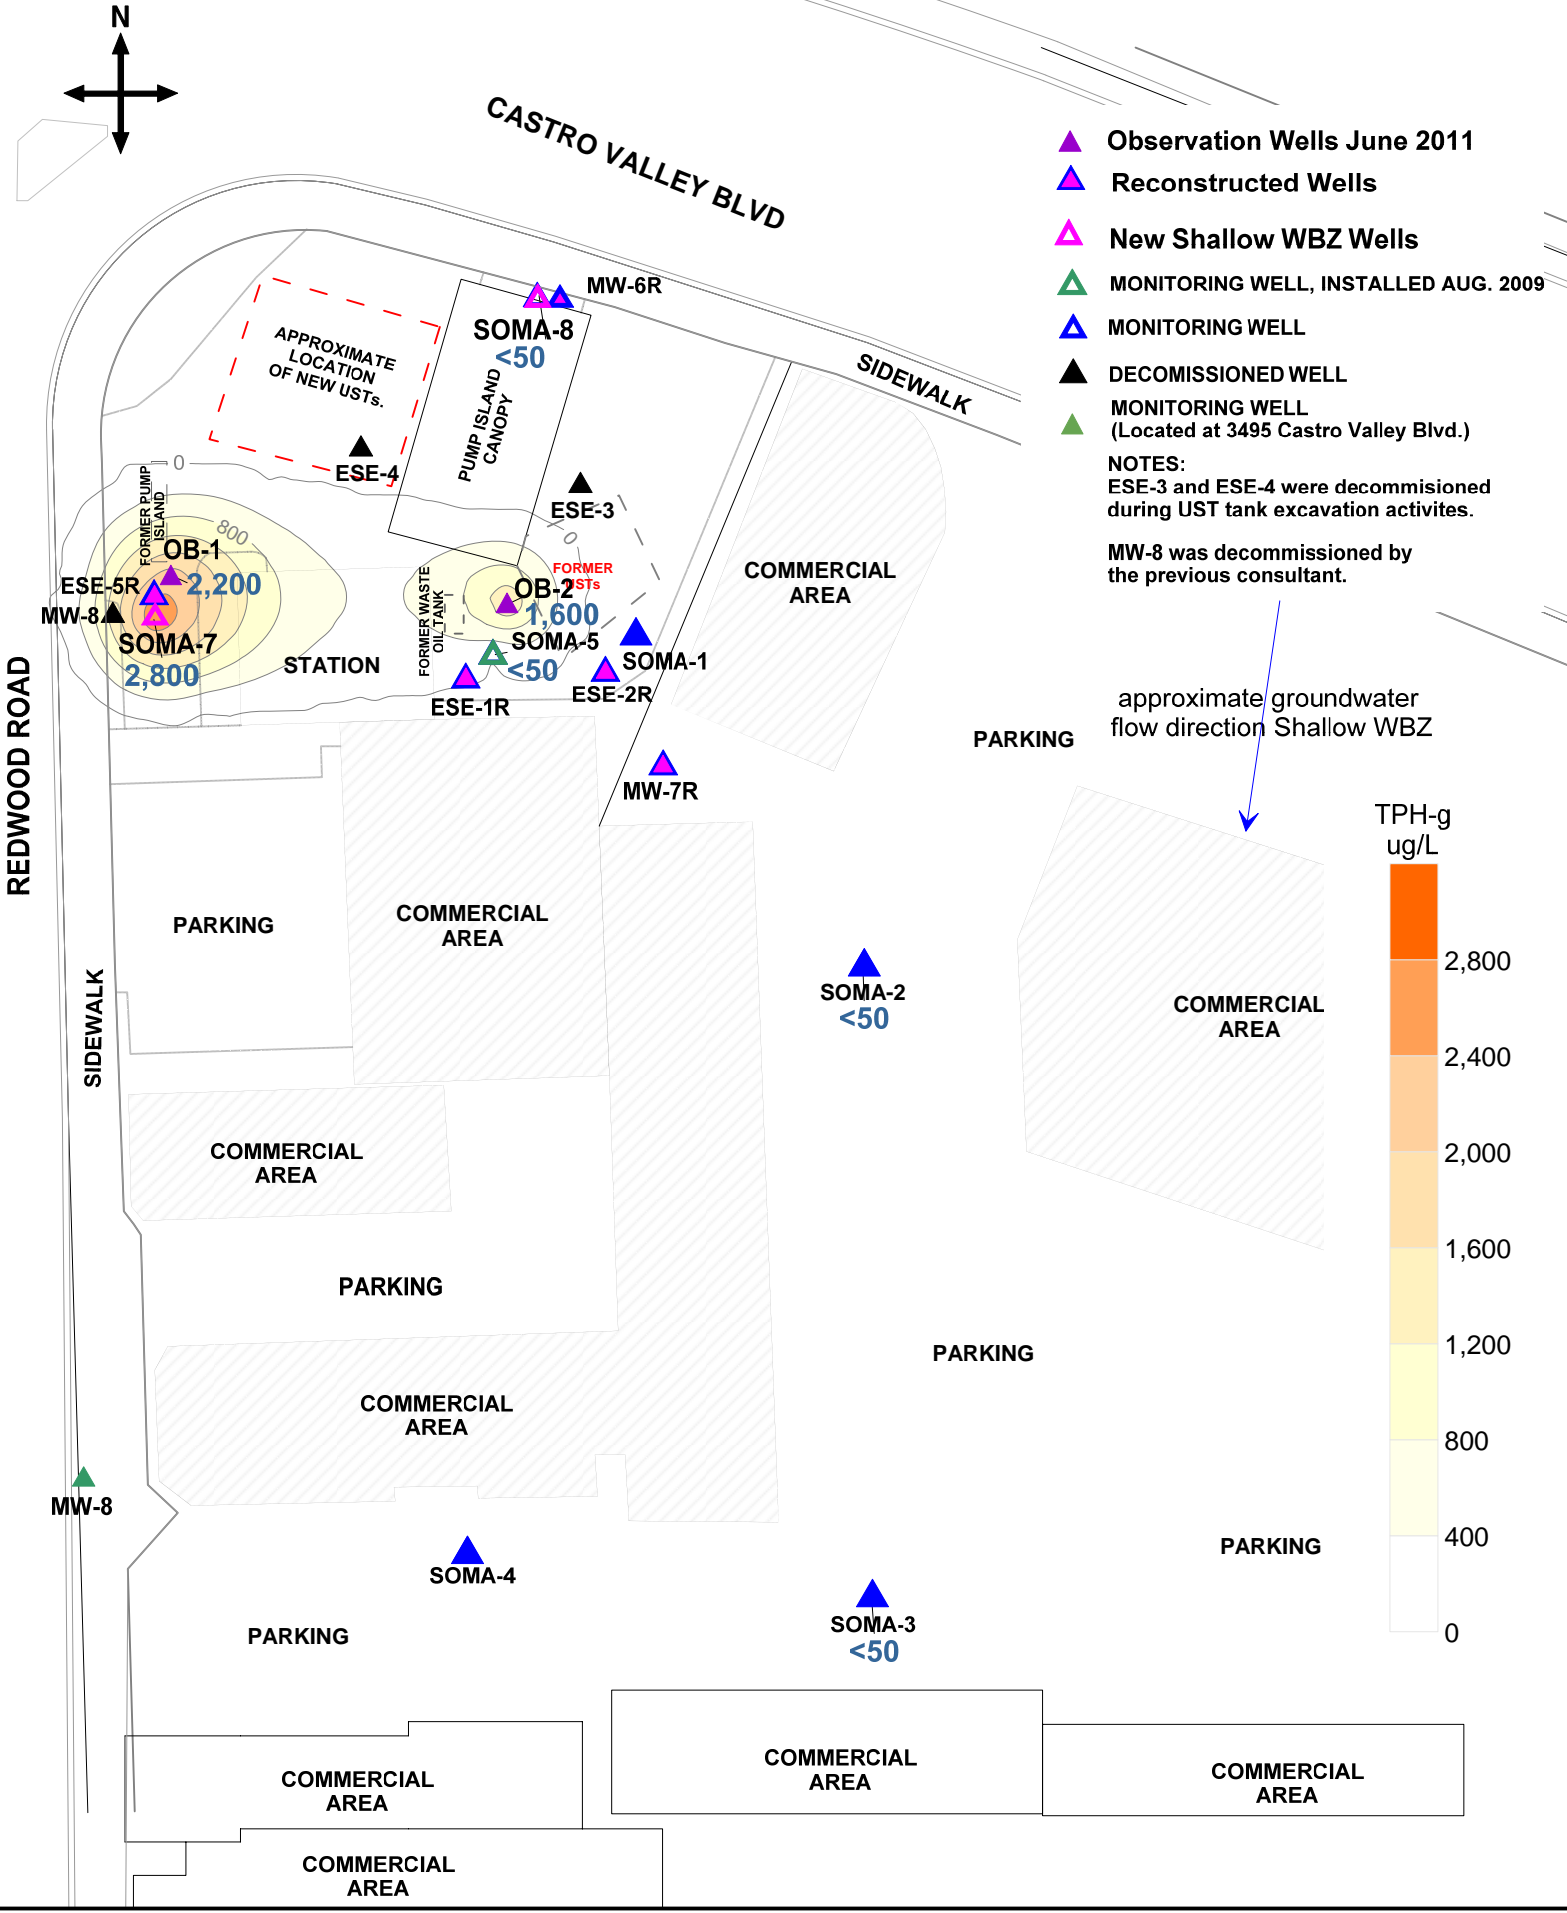 N
CASTRO VALLEY BLVD
Observation Wells June 2011
Reconstructed Wells
New Shallow WBZ Wells
MONITORING WELL, INSTALLED AUG. 2009
MONITORING WELL
DECOMISSIONED WELL
MONITORING WELL
(Located at 3495 Castro Valley Blvd.)
NOTES:
ESE-3 and ESE-4 were decommisioned
during UST tank excavation activites.
MW-8 was decommissioned by
the previous consultant.
approximate groundwater
flow direction Shallow WBZ
MW-6R
SOMA-8
<50
APPROXIMATE
LOCATION
OF NEW USTs.
PUMP ISLAND
CANOPY
SIDEWALK
ESE-4
ESE-3
0
800
0
FORMER PUMP
ISLAND
OB-1
2,200
ESE-5R
MW-8
SOMA-7
2,800
STATION
FORMER WASTE
OIL TANK
FORMER
USTs
OB-2
1,600
SOMA-5
<50
SOMA-1
ESE-2R
ESE-1R
MW-7R
COMMERCIAL
AREA
PARKING
REDWOOD ROAD
SIDEWALK
PARKING
COMMERCIAL
AREA
SOMA-2
<50
COMMERCIAL
AREA
TPH-g
ug/L
2,800
2,400
2,000
1,600
1,200
800
400
0
COMMERCIAL
AREA
PARKING
PARKING
COMMERCIAL
AREA
MW-8
SOMA-4
PARKING
SOMA-3
<50
PARKING
COMMERCIAL
AREA
COMMERCIAL
AREA
COMMERCIAL
AREA
COMMERCIAL
AREA